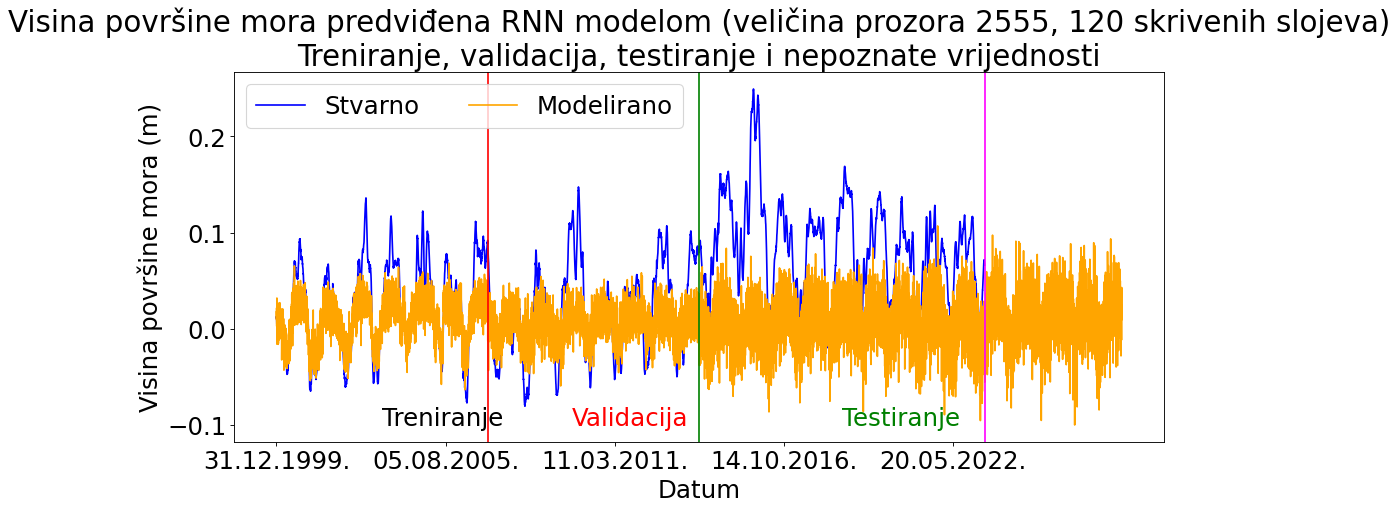 Visina površine mora predviđena RNN modelom (veličina prozora 2555, 120 skrivenih slojeva)
Treniranje, validacija, testiranje i nepoznate vrijednosti
Stvarno Modelirano
Visina površine mora (m)
0.2
0.1
0.0
−0.1
Treniranje Validacija Testiranje
31.12.1999. 05.08.2005. 11.03.2011. 14.10.2016. 20.05.2022.
Datum